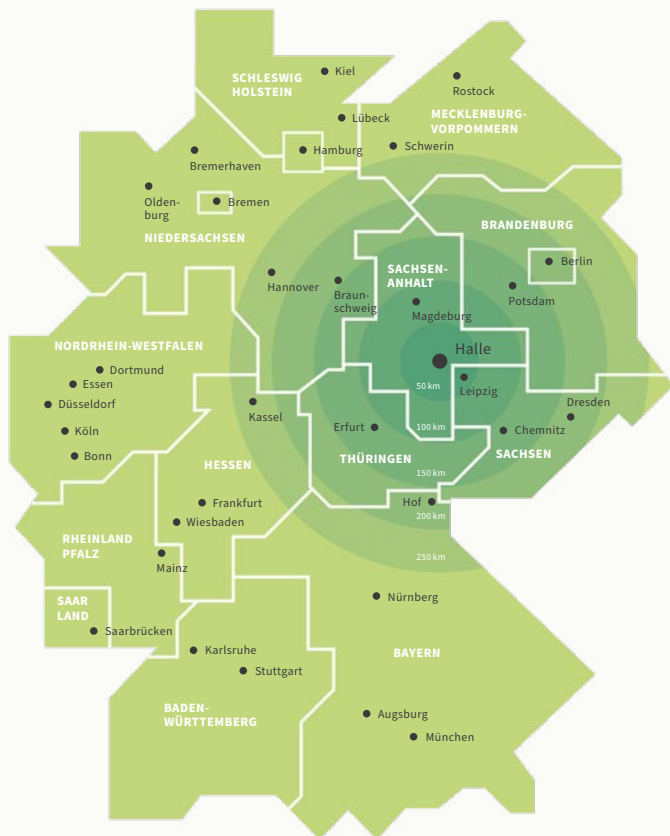 Kiel
SCHLESWIG
HOLSTEIN
Rostock
Lübeck
MECKLENBURG-
VORPOMMERN
Hamburg
Schwerin
Bremerhaven
Olden-
burg
Bremen
NIEDERSACHSEN
BRANDENBURG
Berlin
SACHSEN-
ANHALT
Hannover
Braun-
schweig
Potsdam
Magdeburg
NORDRHEIN-WESTFALEN
Halle
Dortmund
Essen
50 km
Leipzig
Düsseldorf
Kassel
Dresden
Köln
Erfurt
100 km
Chemnitz
Bonn
HESSEN
THÜRINGEN
SACHSEN
150 km
Frankfurt
Hof
Wiesbaden
200 km
RHEINLAND
PFALZ
250 km
Mainz
Nürnberg
SAAR
LAND
Saarbrücken
Karlsruhe
BAYERN
Stuttgart
BADEN-
WÜRTTEMBERG
Augsburg
München